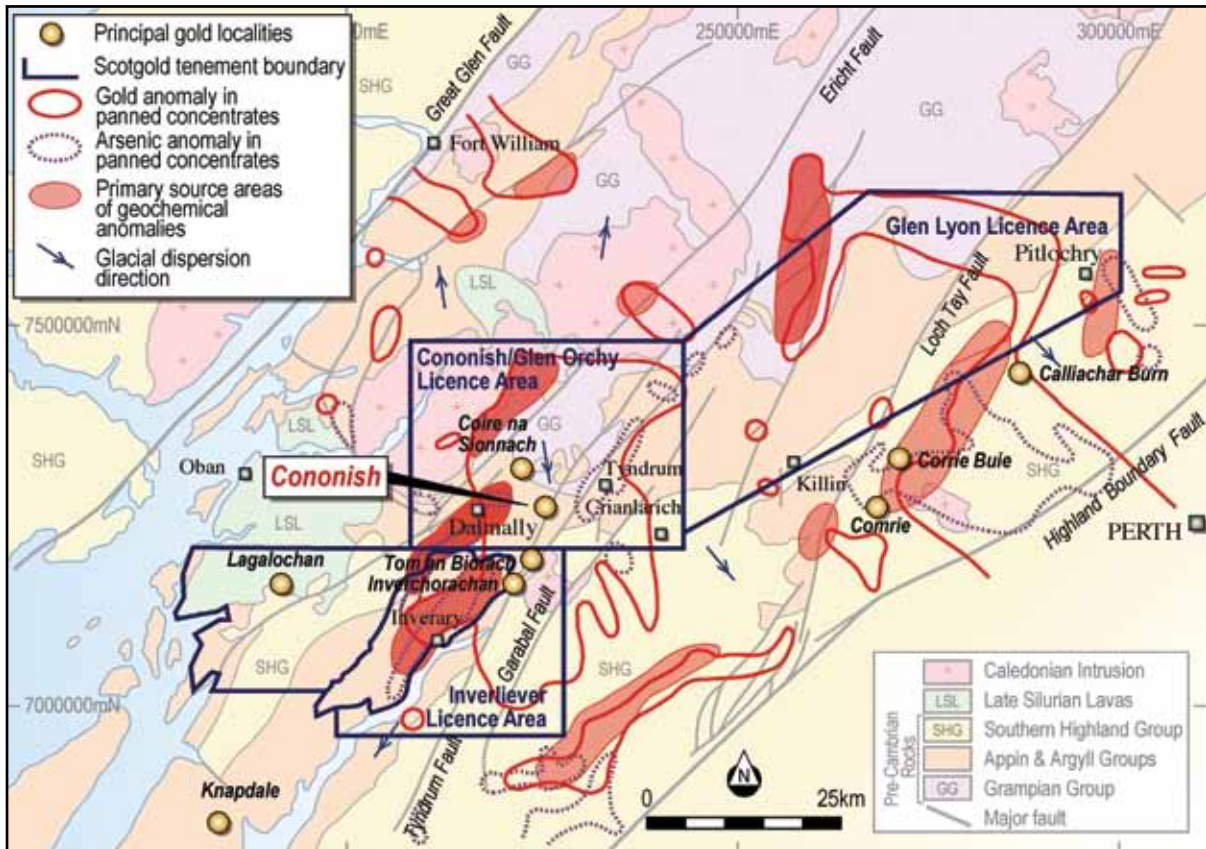 Principal gold localities
Scotgold tenement boundary
Gold anomaly in
panned concentrates
Arsenic anomaly in
panned concentrates
Primary source areas
of geochemical
anomalies
Glacial dispersion
direction
0mE
250000mE
300000mE
SHG
GG
Great Glen Fault
Ericht Fault
GG
Fort William
GG
Glen Lyon Licence Area
Pitlochry
LSL
Loch Tay Fault
7500000mN
Cononish/Glen Orchy
Licence Area
Calliachar Burn
LSL
GG
Coire na
Sionnach
SHG
Oban
Cononish
Tyndrum
Crianlarich
Killin
Corrie Buie
SHG
Highland Boundary Fault
LSL
Dalmally
Comrie
PERTH
Lagalochan
Tom an Bioracb
Inverchorachan
Inverary
Garabal Fault
SHG
SHG
Inverliever
Licence Area
7000000mN
Tyndrum Fault
Knapdale
N
0
25km
Pre-Cambrian
Rocks
Caledonian Intrusion
LSL
Late Silurian Lavas
SHG
Southern Highland Group
Appin & Argyll Groups
GG
Grampian Group
Major fault